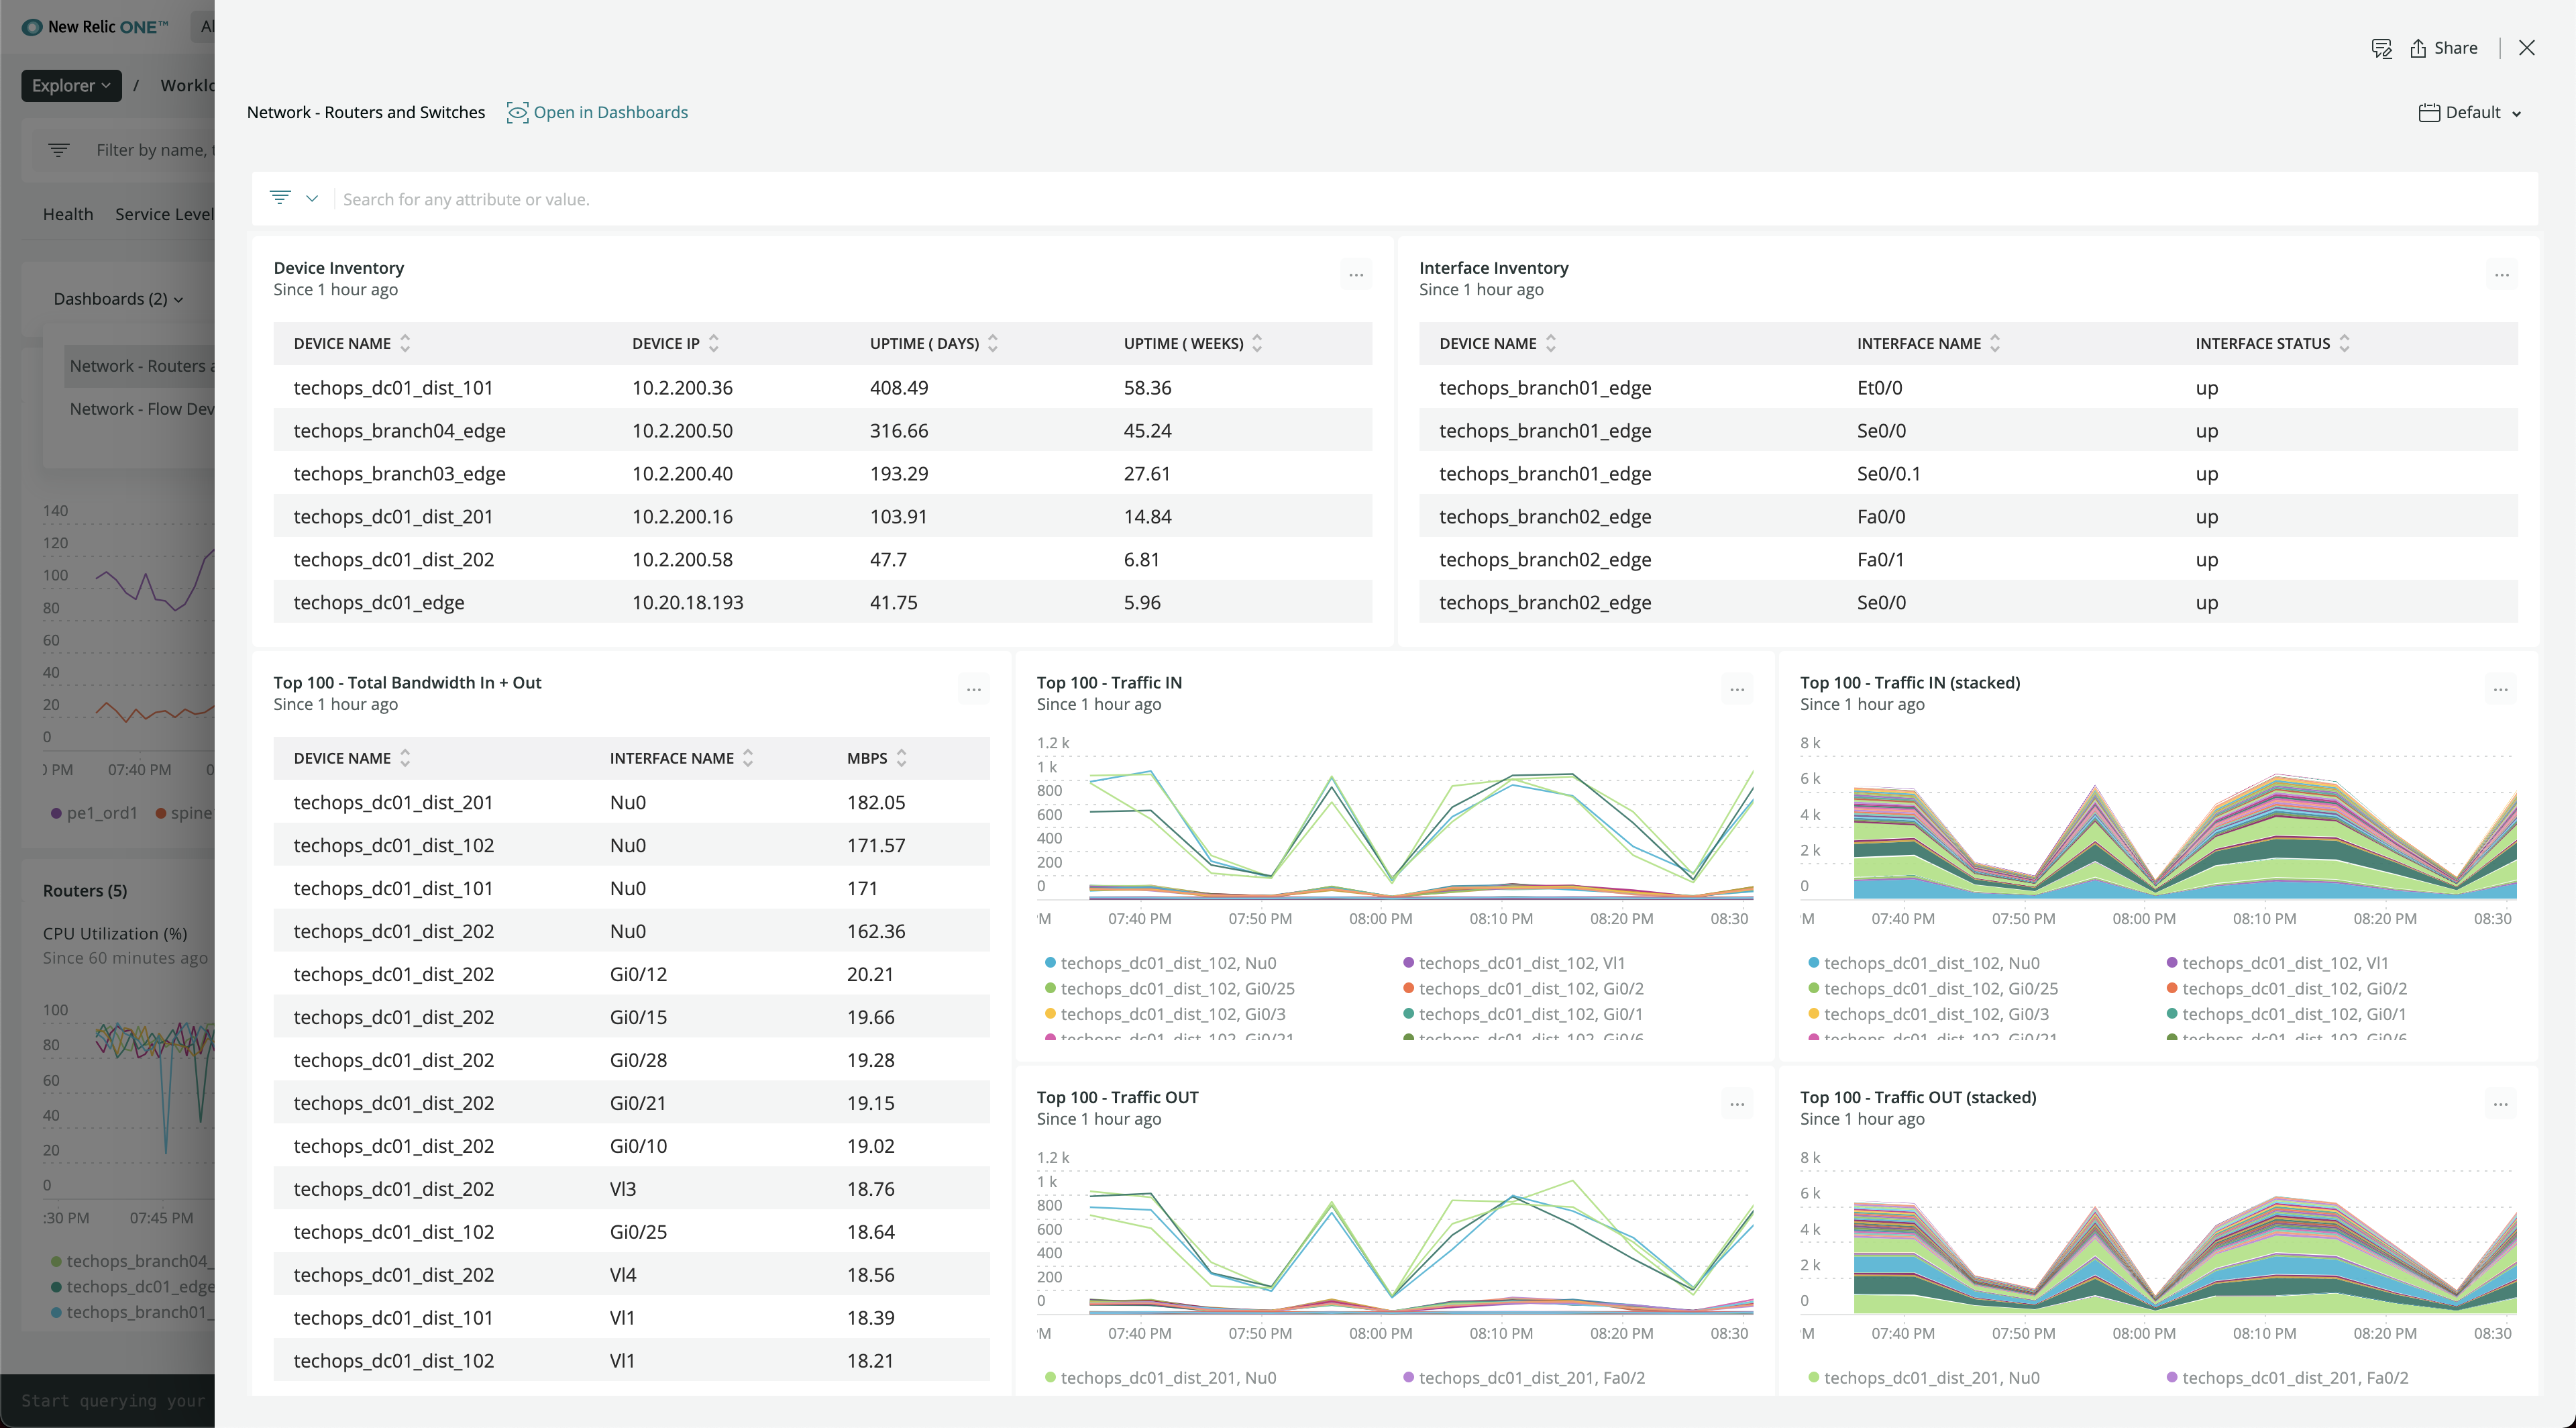 New Relic ONE™
Share
Explorer / 
Network - Routers and Switches Open in Dashboards Default
Filter by name,
Search for any attribute or value.
Health Service Level
Dashboards (2)
Network - Routers
Network - Flow Dev
140
120
100
80
60
40
20
0
PM 07:40 PM 0
pe1_ord1 spine
Routers (5)
CPU Utilization (%)
Since 60 minutes ago
100
80
60
40
20
0
:30 PM 07:45 PM
techops_branch04_
techops_dc01_edge
techops_branch01_
Start querying your
Device Inventory
Since 1 hour ago
DEVICE NAME DEVICE IP UPTIME ( DAYS) UPTIME ( WEEKS)
techops_dc01_dist_101 10.2.200.36 408.49 58.36
techops_branch04_edge 10.2.200.50 316.66 45.24
techops_branch03_edge 10.2.200.40 193.29 27.61
techops_dc01_dist_201 10.2.200.16 103.91 14.84
techops_dc01_dist_202 10.2.200.58 47.7 6.81
techops_dc01_edge 10.20.18.193 41.75 5.96
Interface Inventory
Since 1 hour ago
DEVICE NAME INTERFACE NAME INTERFACE STATUS
techops_branch01_edge Et0/0 up
techops_branch01_edge Se0/0 up
techops_branch01_edge Se0/0.1 up
techops_branch02_edge Fa0/0 up
techops_branch02_edge Fa0/1 up
techops_branch02_edge Se0/0 up
Top 100 - Total Bandwidth In + Out
Since 1 hour ago
DEVICE NAME INTERFACE NAME MBPS
techops_dc01_dist_201 Nu0 182.05
techops_dc01_dist_102 Nu0 171.57
techops_dc01_dist_101 Nu0 171
techops_dc01_dist_202 Nu0 162.36
techops_dc01_dist_202 Gi0/12 20.21
techops_dc01_dist_202 Gi0/15 19.66
techops_dc01_dist_202 Gi0/28 19.28
techops_dc01_dist_202 Gi0/21 19.15
techops_dc01_dist_202 Gi0/10 19.02
techops_dc01_dist_202 Vl3 18.76
techops_dc01_dist_102 Gi0/25 18.64
techops_dc01_dist_202 Vl4 18.56
techops_dc01_dist_101 Vl1 18.39
techops_dc01_dist_102 Vl1 18.21
Top 100 - Traffic IN
Since 1 hour ago
1.2 k
1 k
800
600
400
200
0
M 07:40 PM 07:50 PM 08:00 PM 08:10 PM 08:20 PM 08:30
techops_dc01_dist_102, Nu0 techops_dc01_dist_102, Vl1
techops_dc01_dist_102, Gi0/25 techops_dc01_dist_102, Gi0/2
techops_dc01_dist_102, Gi0/3 techops_dc01_dist_102, Gi0/1
techops_dc01_dist_102, Gi0/21 techops_dc01_dist_102, Gi0/6
Top 100 - Traffic IN (stacked)
Since 1 hour ago
8 k
6 k
4 k
2 k
0
M 07:40 PM 07:50 PM 08:00 PM 08:10 PM 08:20 PM 08:30
techops_dc01_dist_102, Nu0 techops_dc01_dist_102, Vl1
techops_dc01_dist_102, Gi0/25 techops_dc01_dist_102, Gi0/2
techops_dc01_dist_102, Gi0/3 techops_dc01_dist_102, Gi0/1
techops_dc01_dist_102, Gi0/21 techops_dc01_dist_102, Gi0/6
Top 100 - Traffic OUT
Since 1 hour ago
1.2 k
1 k
800
600
400
200
0
M 07:40 PM 07:50 PM 08:00 PM 08:10 PM 08:20 PM 08:30
techops_dc01_dist_201, Nu0 techops_dc01_dist_201, Fa0/2
Top 100 - Traffic OUT (stacked)
Since 1 hour ago
8 k
6 k
4 k
2 k
0
M 07:40 PM 07:50 PM 08:00 PM 08:10 PM 08:20 PM 08:30
techops_dc01_dist_201, Nu0 techops_dc01_dist_201, Fa0/2